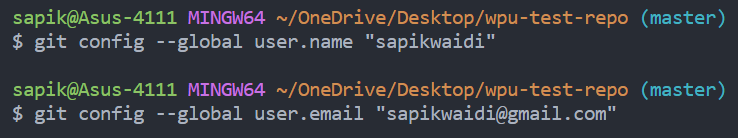 sapik@Asus-4111 MINGW64 ~/OneDrive/Desktop/wpu-test-repo (master)
$ git config --global user.name "sapikwaidi"
sapik@Asus-4111 MINGW64 ~/OneDrive/Desktop/wpu-test-repo (master)
$ git config --global user.email "sapikwaidi@gmail.com"